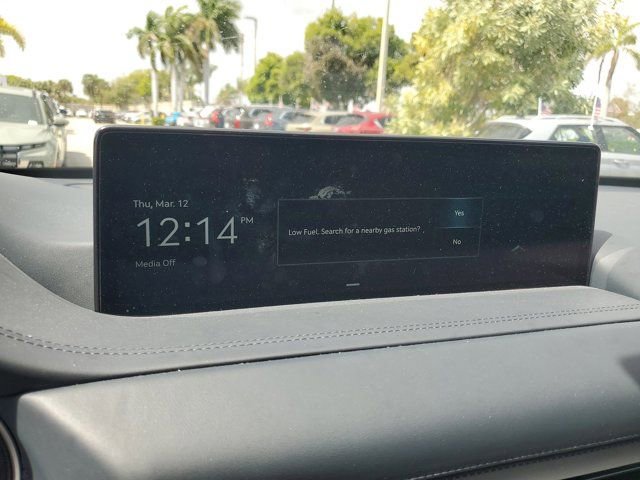 Thu, Mar. 12
12:14 PM
Media Off
Low Fuel. Search for a nearby gas station?
Yes
No